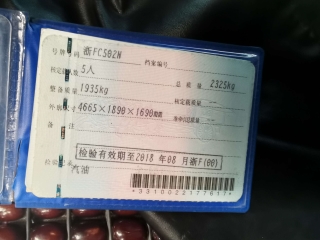 号牌号码 浙FC502N 档案编号
核定载人数 5人 总质量 2325kg
整备质量 1935kg 核定载质量 --
外廓尺寸 4665×1890×1690mm 准牵引总质量 --
备注
检验有效期至2018年08月浙F(00)
汽油